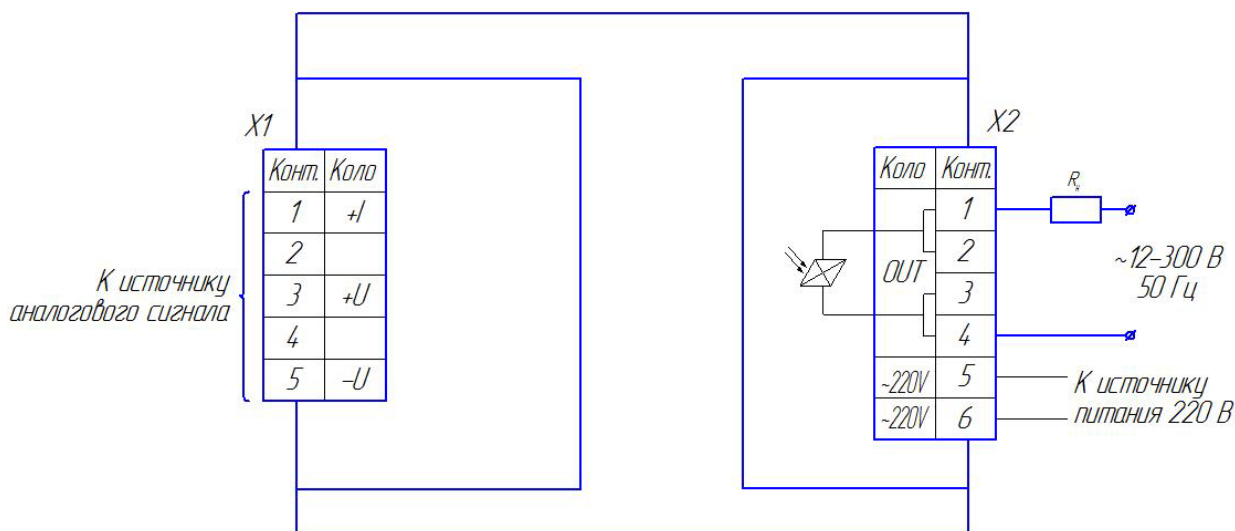 X1
Конт. Коло
1 +I
2
3 +U
4
5 –U
К источнику
аналогового сигнала
X2
Коло Конт.
1
2
OUT
3
4
~220V 5
~220V 6
Rн
~12–300 В
50 Гц
К источнику
питания 220 В